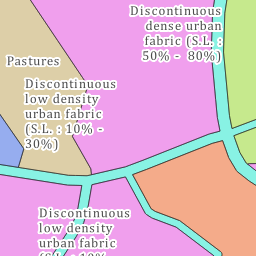 Discontinuous
dense urban
fabric (S.L. :
50% -  80%)
Pastures
Discontinuous
low density
urban fabric
(S.L. : 10% -
30%)
Discontinuous
low density
urban fabric
(S.L. : 10% -